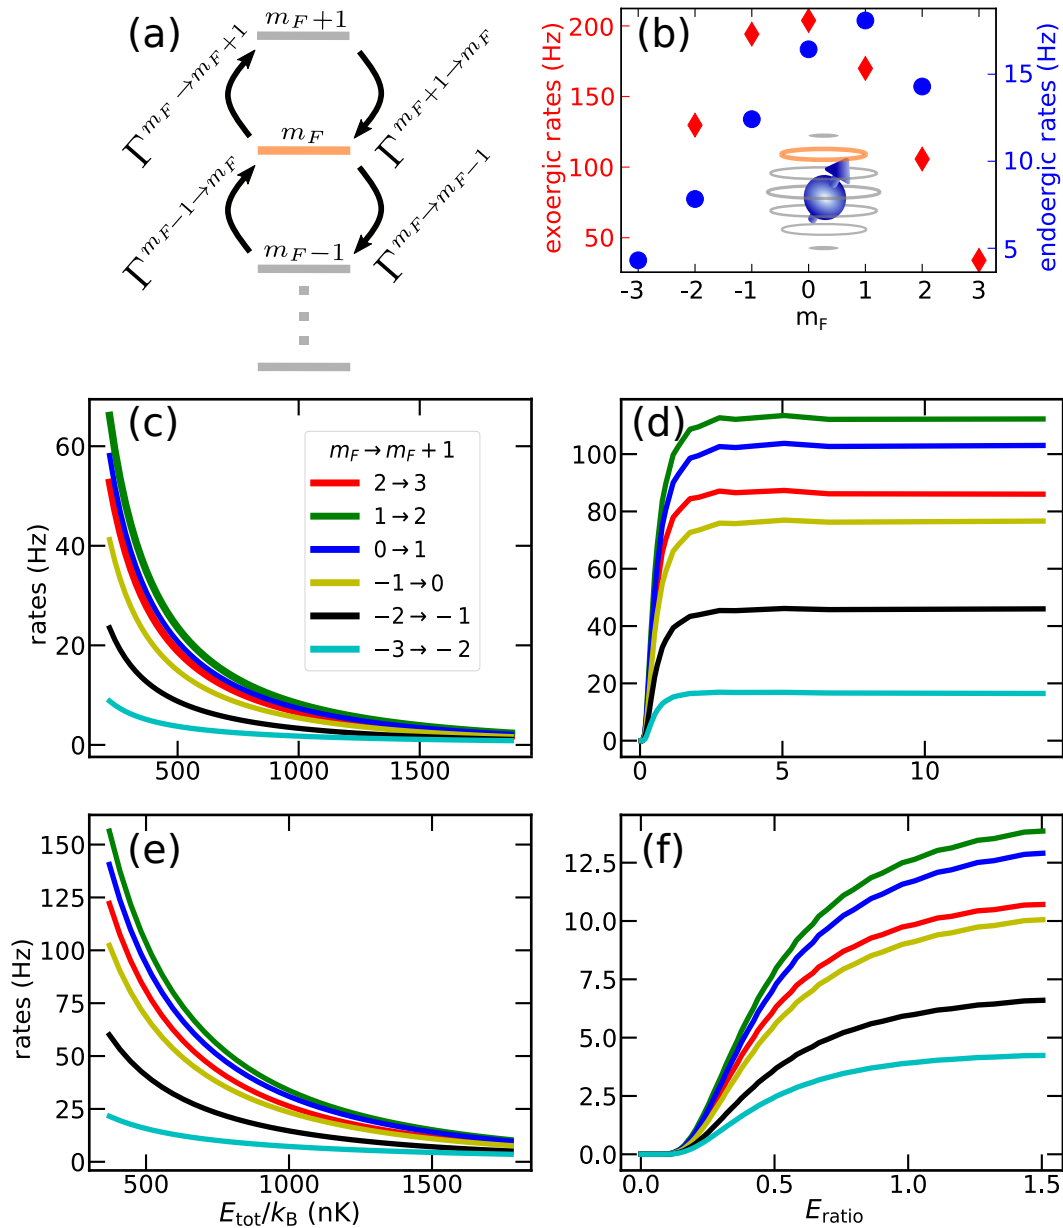 (a)
m_F+1
Γ^{m_F→m_F+1}
Γ^{m_F+1→m_F}
m_F
Γ^{m_F−1→m_F}
Γ^{m_F→m_F−1}
m_F−1
(b)
exoergic rates (Hz)
200
150
100
50
endoergic rates (Hz)
15
10
5
-3 -2 -1 0 1 2 3
m_F
(c)
rates (Hz)
60
40
20
0
500 1000 1500
m_F→m_F+1
2→3
1→2
0→1
−1→0
−2→−1
−3→−2
(d)
100
80
60
40
20
0
0 5 10
(e)
rates (Hz)
150
125
100
75
50
25
0
500 1000 1500
E_tot/k_B (nK)
(f)
12.5
10.0
7.5
5.0
2.5
0.0
0.0 0.5 1.0 1.5
E_ratio